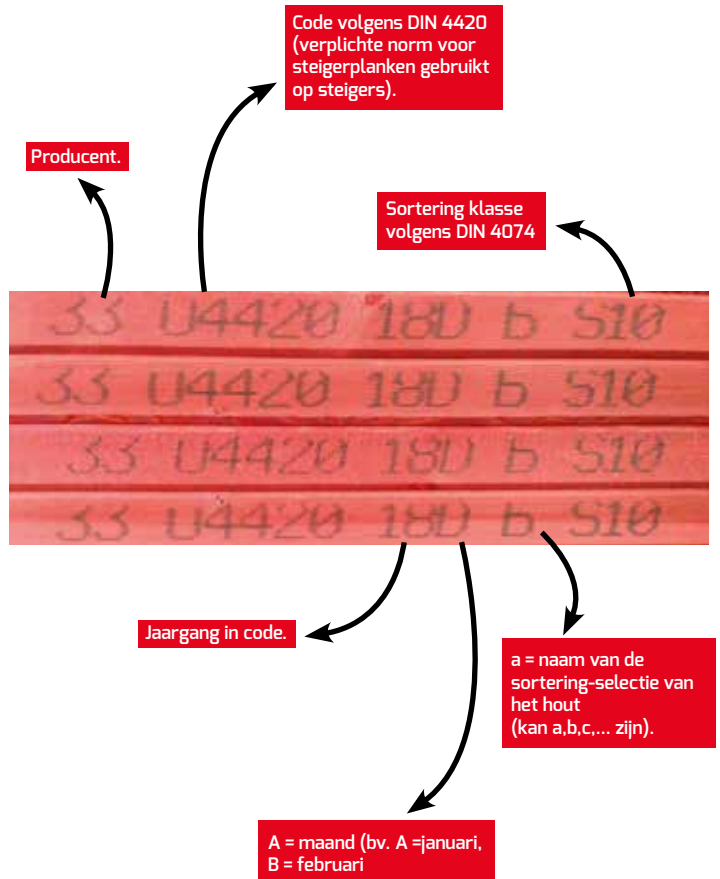 Code volgens DIN 4420
(verplichte norm voor
steigerplanken gebruikt
op steigers).
Producent.
Sortering klasse
volgens DIN 4074
33 U4420 18D b S10
33 U4420 18D b S10
33 U4420 18D b S10
33 U4420 18D b S10
Jaargang in code.
a = naam van de
sortering-selectie van
het hout
(kan a,b,c,... zijn).
A = maand (bv. A =januari,
B = februari